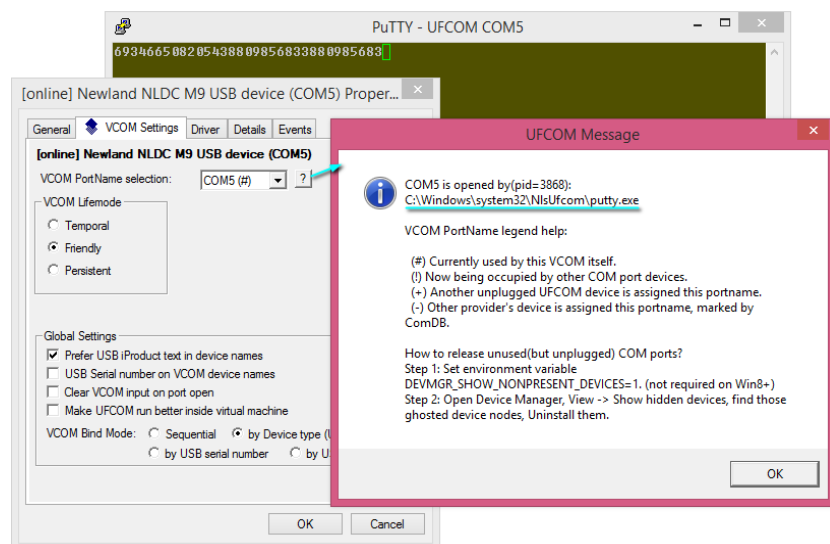 PuTTY - UFCOM COM5
693466508205438809856833880985683
[online] Newland NLDC M9 USB device (COM5) Proper...
General
VCOM Settings
Driver
Details
Events
[online] Newland NLDC M9 USB device (COM5)
VCOM PortName selection:
COM5 (#)
?
VCOM Lifemode
Temporal
Friendly
Persistent
Global Settings
Prefer USB iProduct text in device names
USB Serial number on VCOM device names
Clear VCOM input on port open
Make UFCOM run better inside virtual machine
VCOM Bind Mode:
Sequential
by Device type (U
by USB serial number
by U
OK
Cancel
UFCOM Message
COM5 is opened by(pid=3868):
C:\Windows\system32\NlsUfcom\putty.exe
VCOM PortName legend help:
(#) Currently used by this VCOM itself.
(!) Now being occupied by other COM port devices.
(+) Another unplugged UFCOM device is assigned this portname.
(-) Other provider's device is assigned this portname, marked by
ComDB.
How to release unused(but unplugged) COM ports?
Step 1: Set environment variable
DEVMGR_SHOW_NONPRESENT_DEVICES=1. (not required on Win8+)
Step 2: Open Device Manager, View -> Show hidden devices, find those
ghosted device nodes, Uninstall them.
OK